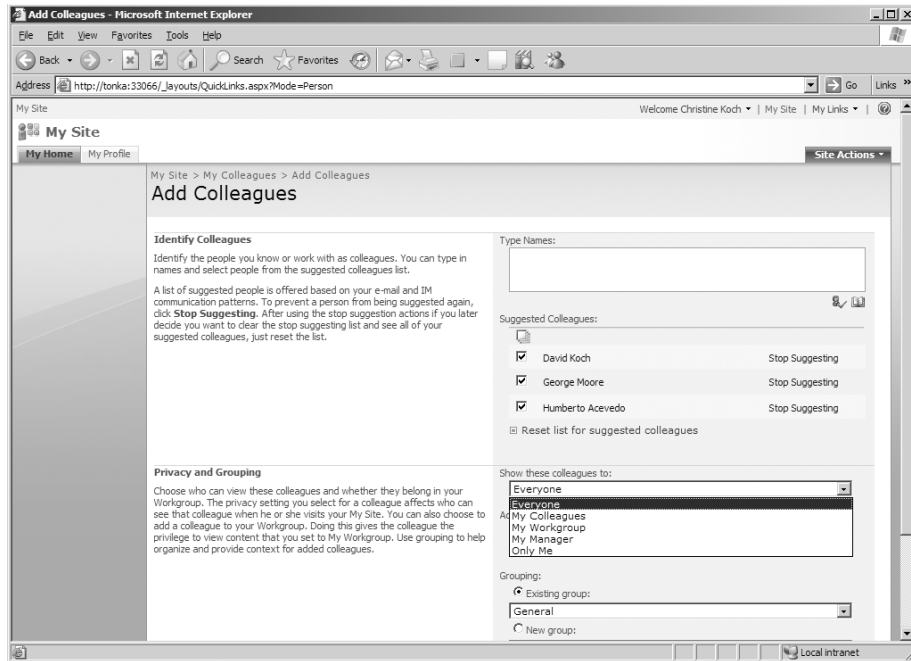 Add Colleagues - Microsoft Internet Explorer
File Edit View Favorites Tools Help
Back Search Favorites
Address http://tonka:33066/_layouts/QuickLinks.aspx?Mode=Person Go Links »
My Site Welcome Christine Koch | My Site | My Links |
My Site
My Home My Profile Site Actions
My Site > My Colleagues > Add Colleagues
Add Colleagues
Identify Colleagues
Identify the people you know or work with as colleagues. You can type in
names and select people from the suggested colleagues list.
A list of suggested people is offered based on your e-mail and IM
communication patterns. To prevent a person from being suggested again,
click Stop Suggesting. After using the stop suggestion actions if you later
decide you want to clear the stop suggesting list and see all of your
suggested colleagues, just reset the list.
Type Names:
Suggested Colleagues:
David Koch Stop Suggesting
George Moore Stop Suggesting
Humberto Acevedo Stop Suggesting
Reset list for suggested colleagues
Privacy and Grouping
Choose who can view these colleagues and whether they belong in your
Workgroup. The privacy setting you select for a colleague affects who can
see that colleague when he or she visits your My Site. You can also choose to
add a colleague to your Workgroup. Doing this gives the colleague the
privilege to view content that you set to My Workgroup. Use grouping to help
organize and provide context for added colleagues.
Show these colleagues to:
Everyone
Everyone
My Colleagues
My Workgroup
My Manager
Only Me
Grouping:
Existing group:
General
New group:
Local intranet